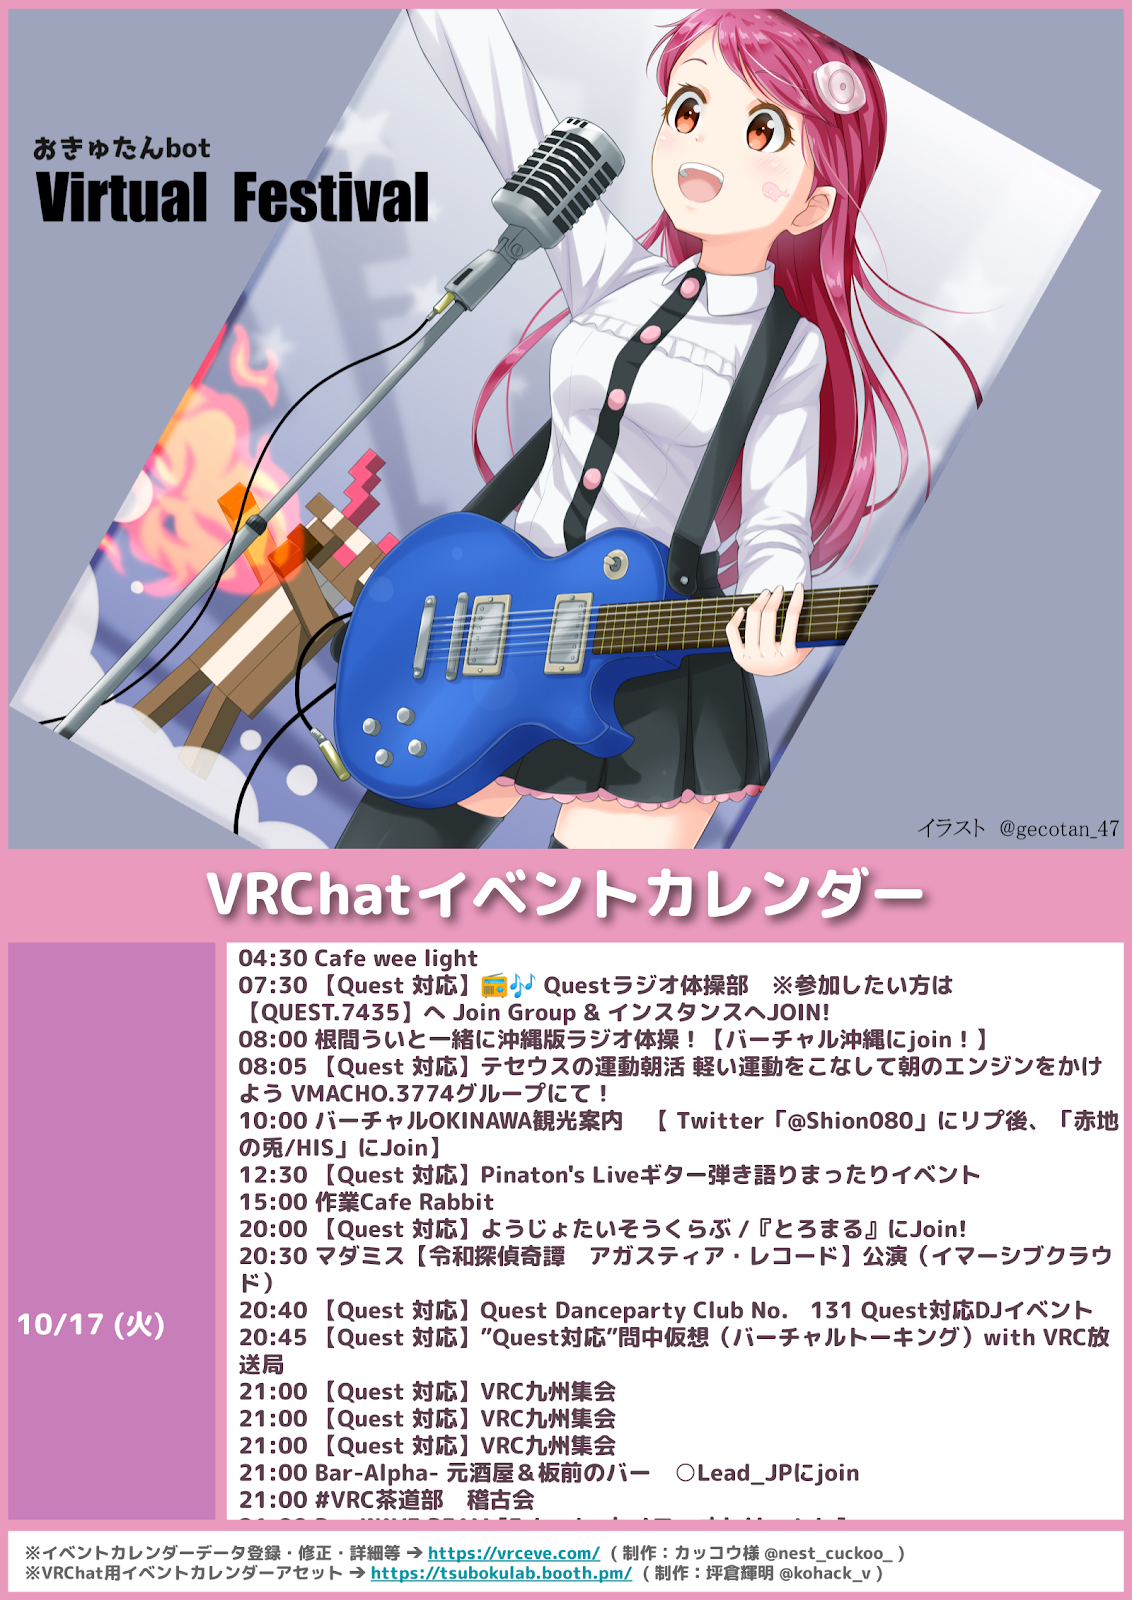 おきゅたんbot
Virtual Festival
イラスト @gecotan_47
VRChatイベントカレンダー
10/17 (火)
04:30 Cafe wee light
07:30 【Quest 対応】📻🎶 Questラジオ体操部　※参加したい方は
【QUEST.7435】へ Join Group & インスタンスへJOIN!
08:00 根間ういと一緒に沖縄版ラジオ体操！【バーチャル沖縄にjoin！】
08:05 【Quest 対応】テセウスの運動朝活 軽い運動をこなして朝のエンジンをかけ
よう VMACHO.3774グループにて！
10:00 バーチャルOKINAWA観光案内　【 Twitter「@Shion080」にリプ後、「赤地
の兎/HIS」にJoin】
12:30 【Quest 対応】Pinaton's Liveギター弾き語りまったりイベント
15:00 作業Cafe Rabbit
20:00 【Quest 対応】ようじょたいそうくらぶ /『とろまる』にJoin!
20:30 マダミス【令和探偵奇譚　アガスティア・レコード】公演（イマーシブクラウ
ド）
20:40 【Quest 対応】Quest Danceparty Club No.　131 Quest対応DJイベント
20:45 【Quest 対応】”Quest対応”問中仮想（バーチャルトーキング）with VRC放
送局
21:00 【Quest 対応】VRC九州集会
21:00 【Quest 対応】VRC九州集会
21:00 【Quest 対応】VRC九州集会
21:00 Bar-Alpha- 元酒屋＆板前のバー　○Lead_JPにjoin
21:00 #VRC茶道部　稽古会
※イベントカレンダーデータ登録・修正・詳細等 ➔ https://vrceve.com/ （ 制作：カッコウ様 @nest_cuckoo_ ）
※VRChat用イベントカレンダーアセット ➔ https://tsubokulab.booth.pm/ （ 制作：坪倉輝明 @kohack_v ）